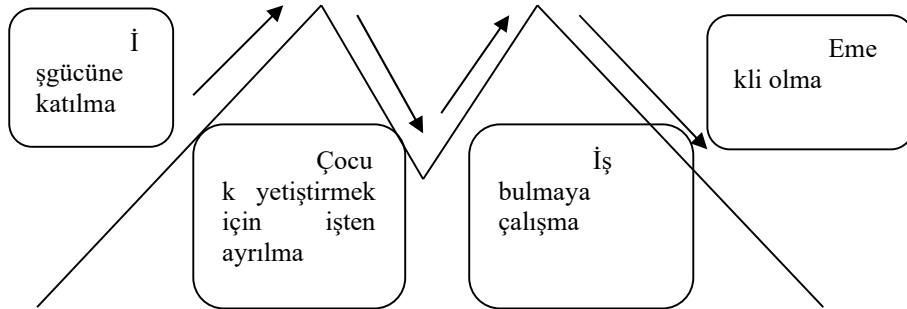 İ
şgücüne
katılma
Çocu
k yetiştirmek
için işten
ayrılma
İş
bulmaya
çalışma
Eme
kli olma